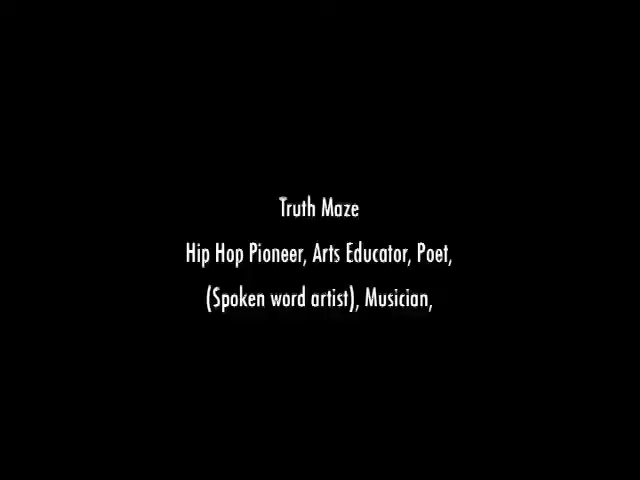 Truth Maze
Hip Hop Pioneer, Arts Educator, Poet,
(Spoken word artist), Musician,